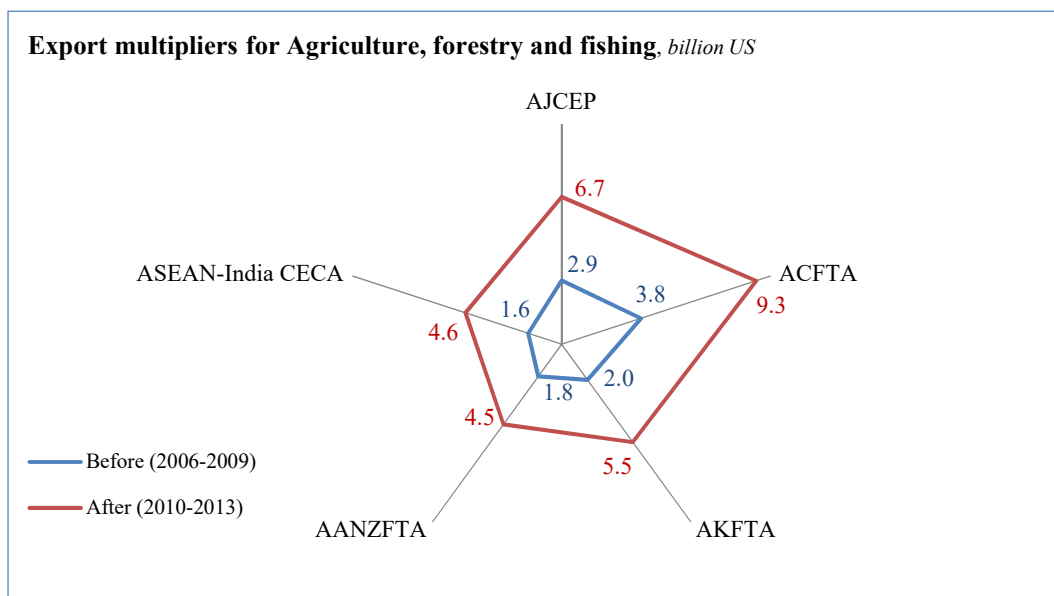 Export multipliers for Agriculture, forestry and fishing, billion US
AJCEP
6.7
2.9
ASEAN-India CECA
ACFTA
3.8
9.3
1.6
4.6
2.0
1.8
4.5
5.5
Before (2006-2009)
After (2010-2013)
AANZFTA
AKFTA